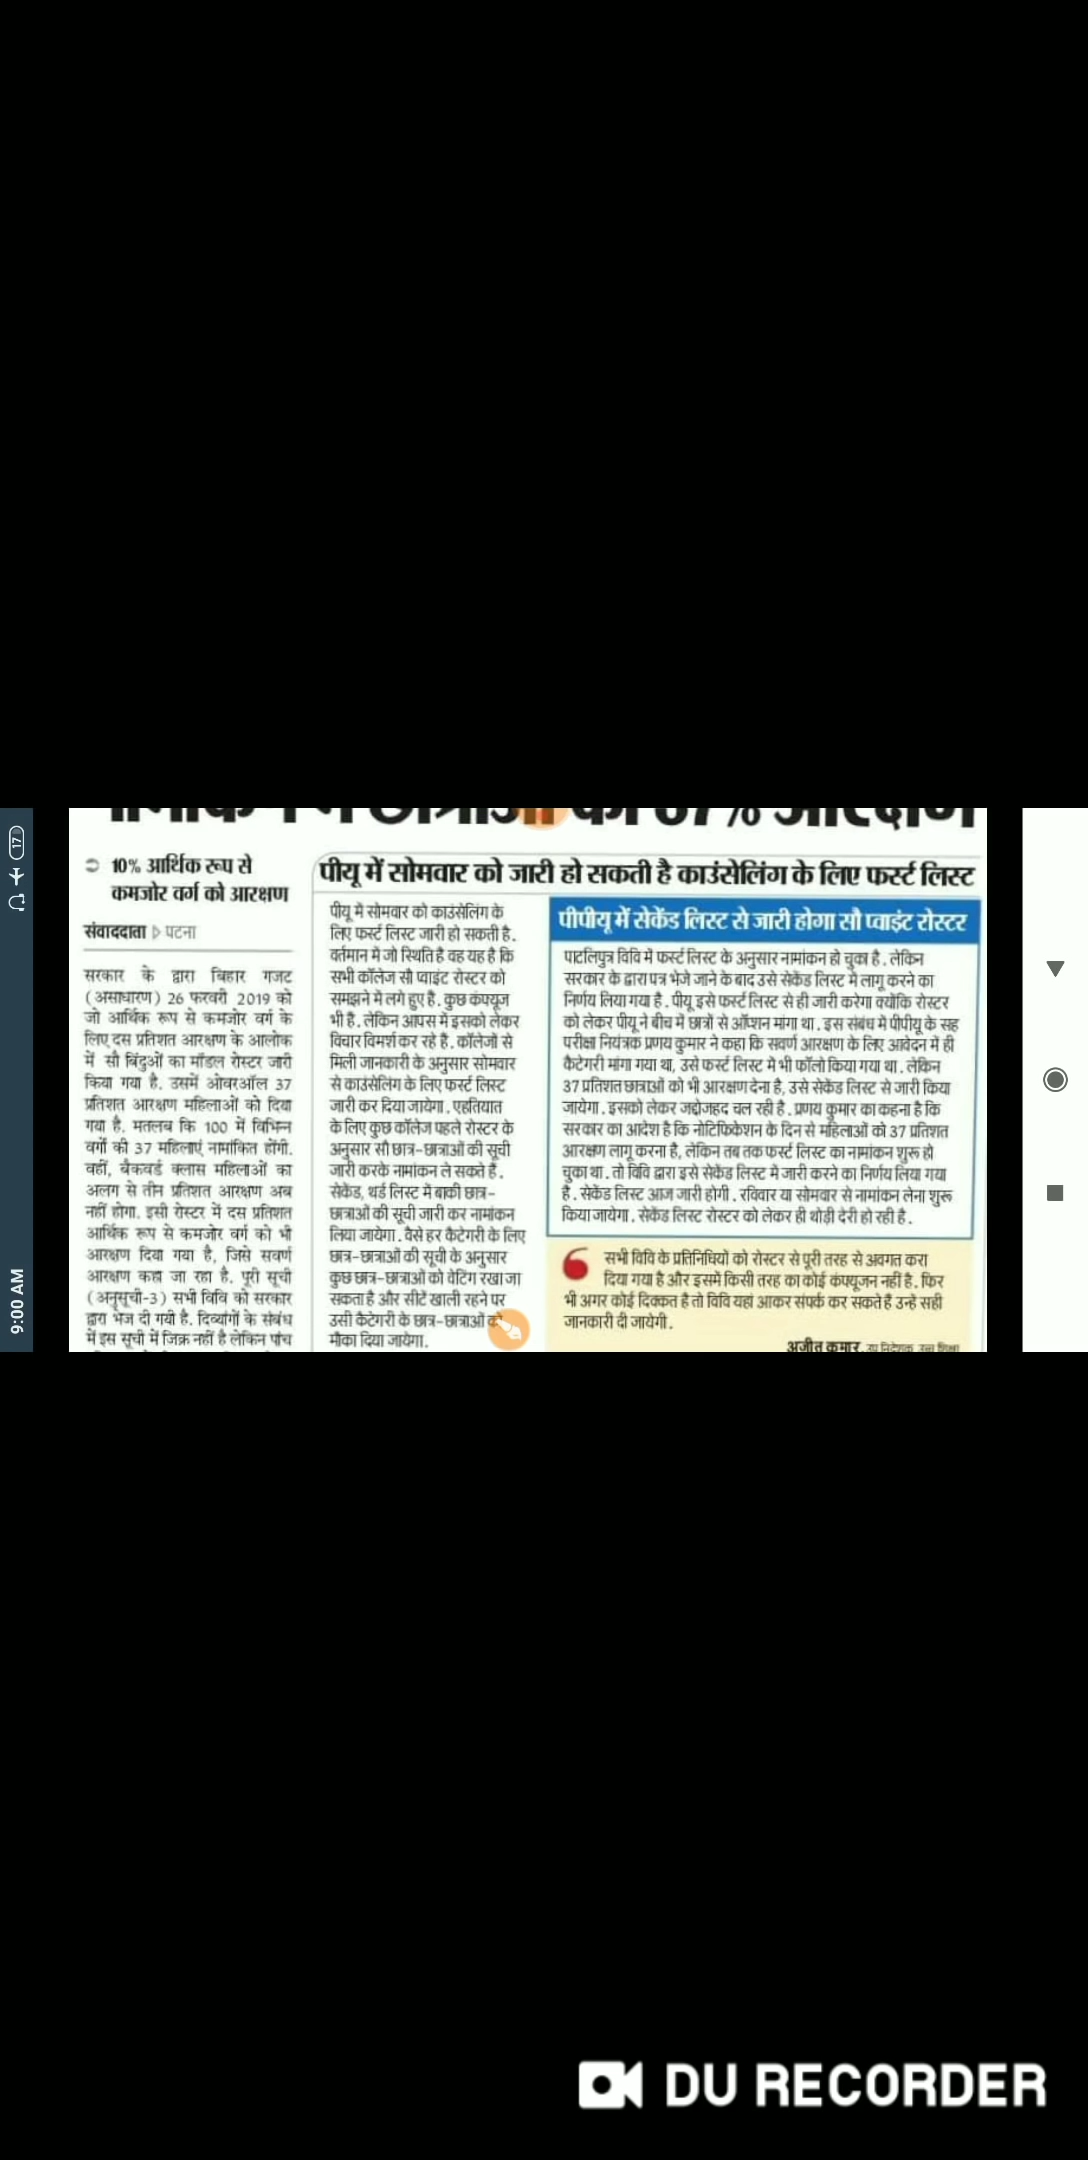 नामांकन में छात्राओं को 37% आरक्षण
10% आर्थिक रूप से
कमजोर वर्ग को आरक्षण
संवाददाता पटना
सरकार के द्वारा बिहार गजट
(असाधारण) 26 फरवरी 2019 को
जो आर्थिक रूप से कमजोर वर्ग के
लिए दस प्रतिशत आरक्षण के आलोक
में सौ बिंदुओं का मॉडल रोस्टर जारी
किया गया है. उसमें ओवरऑल 37
प्रतिशत आरक्षण महिलाओं को दिया
गया है. मतलब कि 100 में विभिन्न
वर्गों की 37 महिलाएं नामांकित होंगी.
वहीं, बैकवर्ड क्लास महिलाओं का
अलग से तीन प्रतिशत आरक्षण अब
नहीं होगा. इसी रोस्टर में दस प्रतिशत
आर्थिक रूप से कमजोर वर्ग को भी
आरक्षण दिया गया है, जिसे सवर्ण
आरक्षण कहा जा रहा है. पूरी सूची
(अनुसूची-3) सभी विवि को सरकार
द्वारा भेज दी गयी है. दिव्यांगों के संबंध
में इस सूची में जिक्र नहीं है लेकिन पांच
पीयू में सोमवार को जारी हो सकती है काउंसेलिंग के लिए फर्स्ट लिस्ट
पीयू में सोमवार को काउंसेलिंग के
लिए फर्स्ट लिस्ट जारी हो सकती है.
वर्तमान में जो स्थिति है वह यह है कि
सभी कॉलेज सौ प्वाइंट रोस्टर को
समझने में लगे हुए हैं. कुछ कंफ्यूज
भी है. लेकिन आपस में इसको लेकर
विचार विमर्श कर रहे हैं. कॉलेजों से
मिली जानकारी के अनुसार सोमवार
से काउंसेलिंग के लिए फर्स्ट लिस्ट
जारी कर दिया जायेगा. एहतियात
के लिए कुछ कॉलेज पहले रोस्टर के
अनुसार सौ छात्र-छात्राओं की सूची
जारी करके नामांकन ले सकते हैं.
सेकेंड, थर्ड लिस्ट में बाकी छात्र-
छात्राओं की सूची जारी कर नामांकन
लिया जायेगा. वैसे हर कैटेगरी के लिए
छात्र-छात्राओं की सूची के अनुसार
कुछ छात्र-छात्राओं को वेटिंग रखा जा
सकता है और सीटें खाली रहने पर
उसी कैटेगरी के छात्र-छात्राओं को
मौका दिया जायेगा.
पीपीयू में सेकेंड लिस्ट से जारी होगा सौ प्वाइंट रोस्टर
पाटलिपुत्र विवि में फर्स्ट लिस्ट के अनुसार नामांकन हो चुका है. लेकिन
सरकार के द्वारा पत्र भेजे जाने के बाद उसे सेकेंड लिस्ट में लागू करने का
निर्णय लिया गया है. पीयू इसे फर्स्ट लिस्ट से ही जारी करेगा क्योंकि रोस्टर
को लेकर पीयू ने बीच में छात्रों से ऑप्शन मांगा था. इस संबंध में पीपीयू के सह
परीक्षा नियंत्रक प्रणय कुमार ने कहा कि सवर्ण आरक्षण के लिए आवेदन में ही
कैटेगरी मांगा गया था, उसे फर्स्ट लिस्ट में भी फॉलो किया गया था. लेकिन
37 प्रतिशत छात्राओं को भी आरक्षण देना है, उसे सेकेंड लिस्ट से जारी किया
जायेगा. इसको लेकर जद्दोजहद चल रही है. प्रणय कुमार का कहना है कि
सरकार का आदेश है कि नोटिफिकेशन के दिन से महिलाओं को 37 प्रतिशत
आरक्षण लागू करना है, लेकिन तब तक फर्स्ट लिस्ट का नामांकन शुरू हो
चुका था. तो विवि द्वारा इसे सेकेंड लिस्ट में जारी करने का निर्णय लिया गया
है. सेकेंड लिस्ट आज जारी होगी. रविवार या सोमवार से नामांकन लेना शुरू
किया जायेगा. सेकेंड लिस्ट रोस्टर को लेकर ही थोड़ी देरी हो रही है.
सभी विवि के प्रतिनिधियों को रोस्टर से पूरी तरह से अवगत करा
दिया गया है और इसमें किसी तरह का कोई कंफ्यूजन नहीं है. फिर
भी अगर कोई दिक्कत है तो विवि यहां आकर संपर्क कर सकते हैं उन्हें सही
जानकारी दी जायेगी.
अजीत कुमार, उप निदेशक, उच्च शिक्षा
9:00 AM
17
DU RECORDER